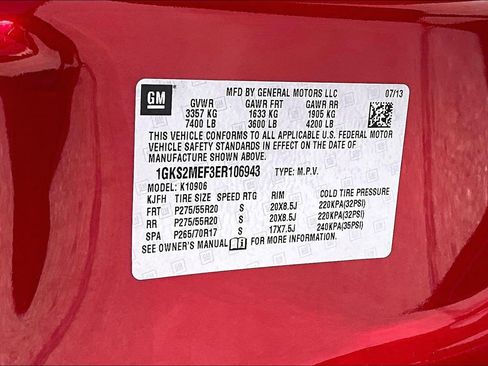 GM
MFD BY GENERAL MOTORS LLC 07/13
GVWR GAWR FRT GAWR RR
3357 KG 1633 KG 1905 KG
7400 LB 3600 LB 4200 LB
THIS VEHICLE CONFORMS TO ALL APPLICABLE U.S. FEDERAL MOTOR
VEHICLE SAFETY STANDARDS IN EFFECT ON THE DATE OF
MANUFACTURE SHOWN ABOVE.
1GKS2MEF3ER106943 TYPE: M.P.V.
MODEL: K10906
KJFH TIRE SIZE SPEED RTG RIM COLD TIRE PRESSURE
FRT P275/55R20 S 20X8.5J 220KPA(32PSI)
RR P275/55R20 S 20X8.5J 220KPA(32PSI)
SPA P265/70R17 S 17X7.5J 240KPA(35PSI)
SEE OWNER'S MANUAL FOR MORE INFORMATION.